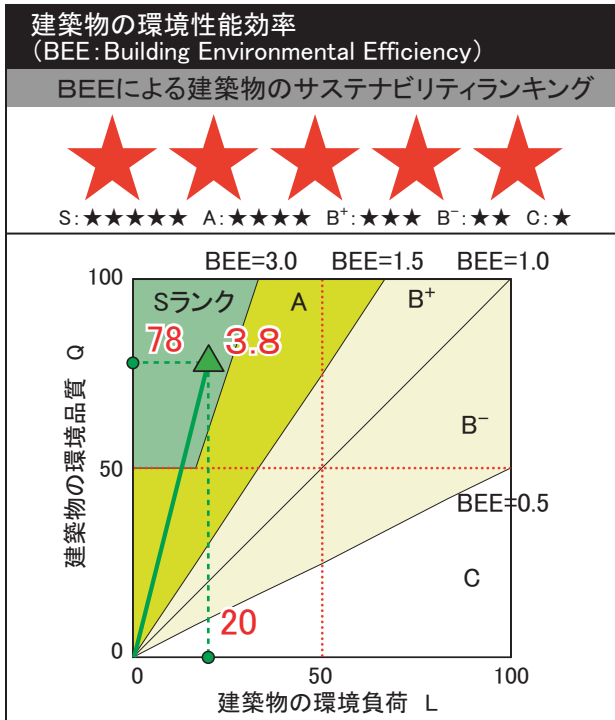 建築物の環境性能効率
（BEE：Building Environmental Efficiency）
BEEによる建築物のサステナビリティランキング
S：★★★★★ A：★★★★ B⁺：★★★ B⁻：★★ C：★
BEE=3.0 BEE=1.5 BEE=1.0
100
Sランク A B⁺
78 3.8
建築物の環境品質 Q
B⁻
50
BEE=0.5
C
20
0
0 50 100
建築物の環境負荷 L